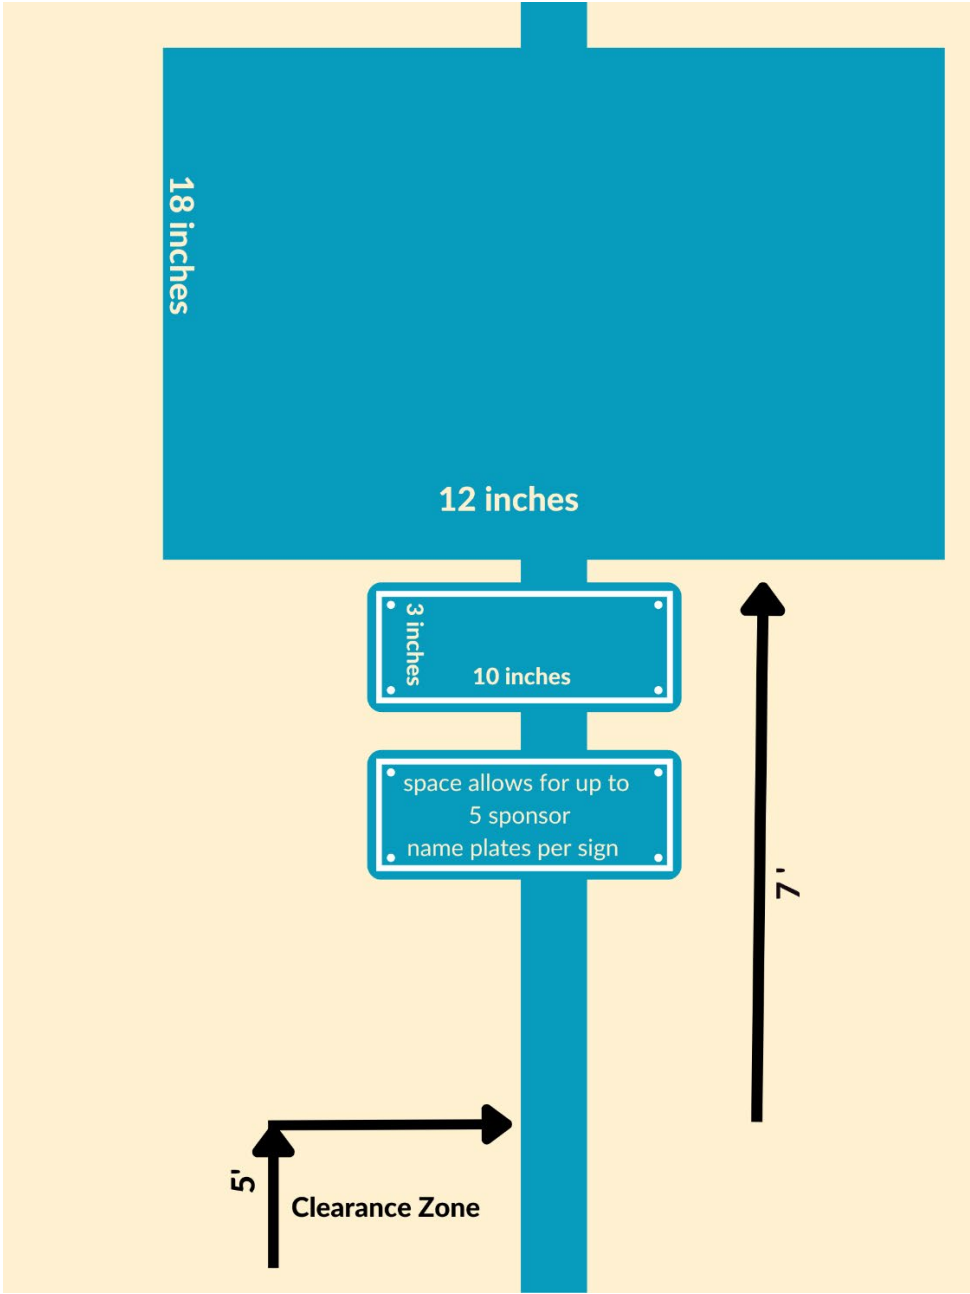 18 inches
12 inches
3 inches
10 inches
space allows for up to
5 sponsor
name plates per sign
7'
5'
Clearance Zone